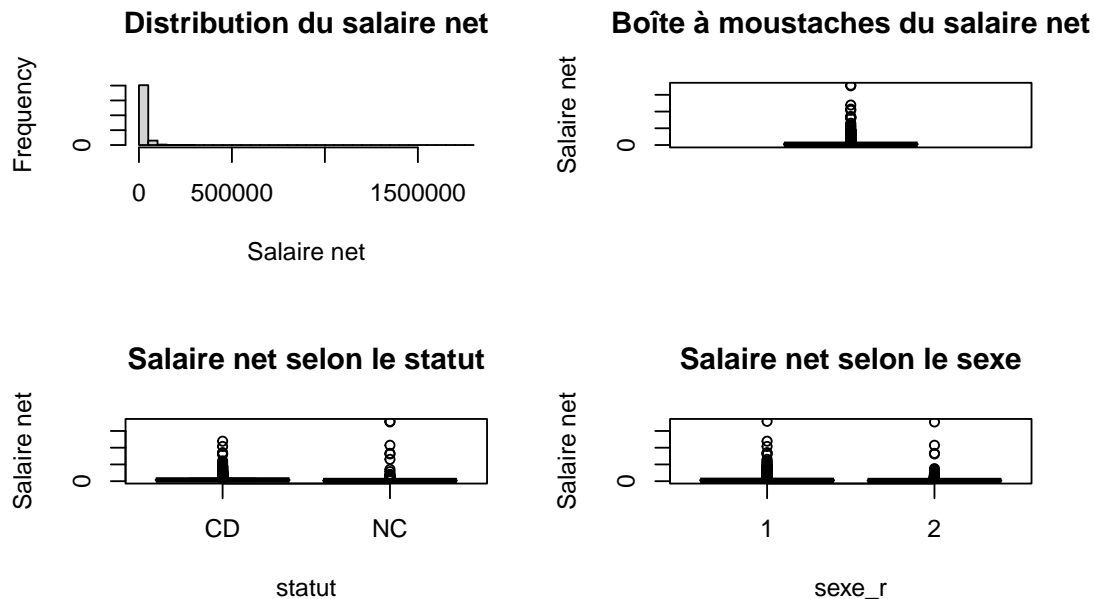 Distribution du salaire net
Frequency
0
0 500000 1500000
Salaire net
Boîte à moustaches du salaire net
Salaire net
0
Salaire net selon le statut
Salaire net
0
CD NC
statut
Salaire net selon le sexe
Salaire net
0
1 2
sexe_r